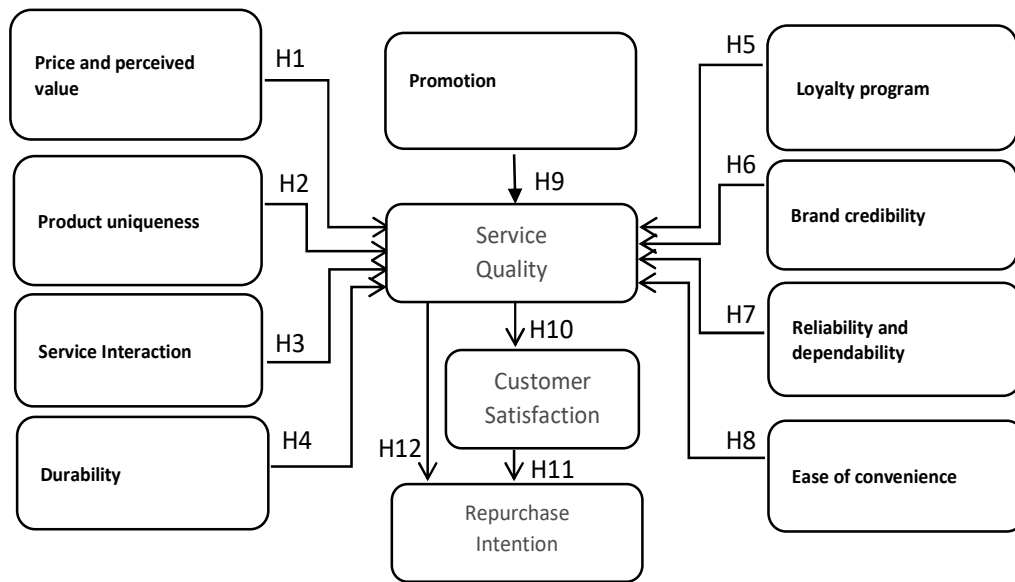 Price and perceived
value
H1
Product uniqueness
H2
Service Interaction
H3
Durability
H4
Promotion
H9
Service
Quality
H10
Customer
Satisfaction
H12
H11
Repurchase
Intention
H5
Loyalty program
H6
Brand credibility
H7
Reliability and
dependability
H8
Ease of convenience